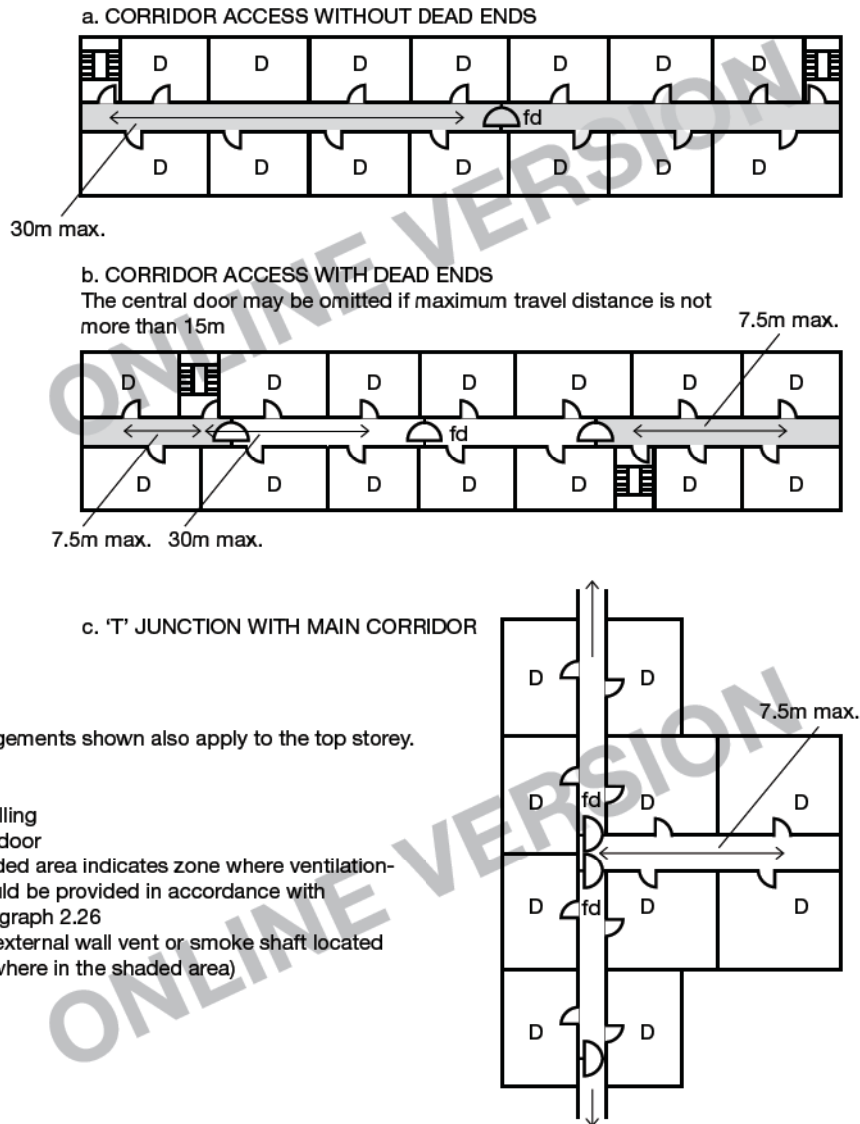 a. CORRIDOR ACCESS WITHOUT DEAD ENDS
D D D D D D D
fd
D D D D D D D
30m max.
b. CORRIDOR ACCESS WITH DEAD ENDS
The central door may be omitted if maximum travel distance is not
more than 15m
7.5m max.
D D D D D D
fd
D D D D D D D
7.5m max. 30m max.
c. ‘T’ JUNCTION WITH MAIN CORRIDOR
D D
gements shown also apply to the top storey.
7.5m max.
D fd D D
lling
door
ded area indicates zone where ventilation-
uld be provided in accordance with
graph 2.26
external wall vent or smoke shaft located
where in the shaded area)
D fd D D
D D
ONLINE VERSION
ONLINE VERSION